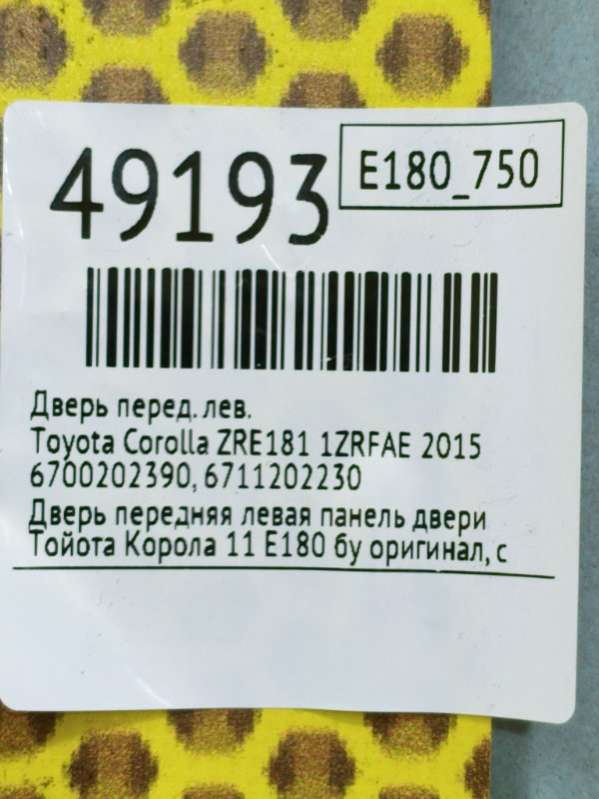 49193
E180_750
Дверь перед. лев.
Toyota Corolla ZRE181 1ZRFAE 2015
6700202390, 6711202230
Дверь передняя левая панель двери
Тойота Корола 11 Е180 бу оригинал, с